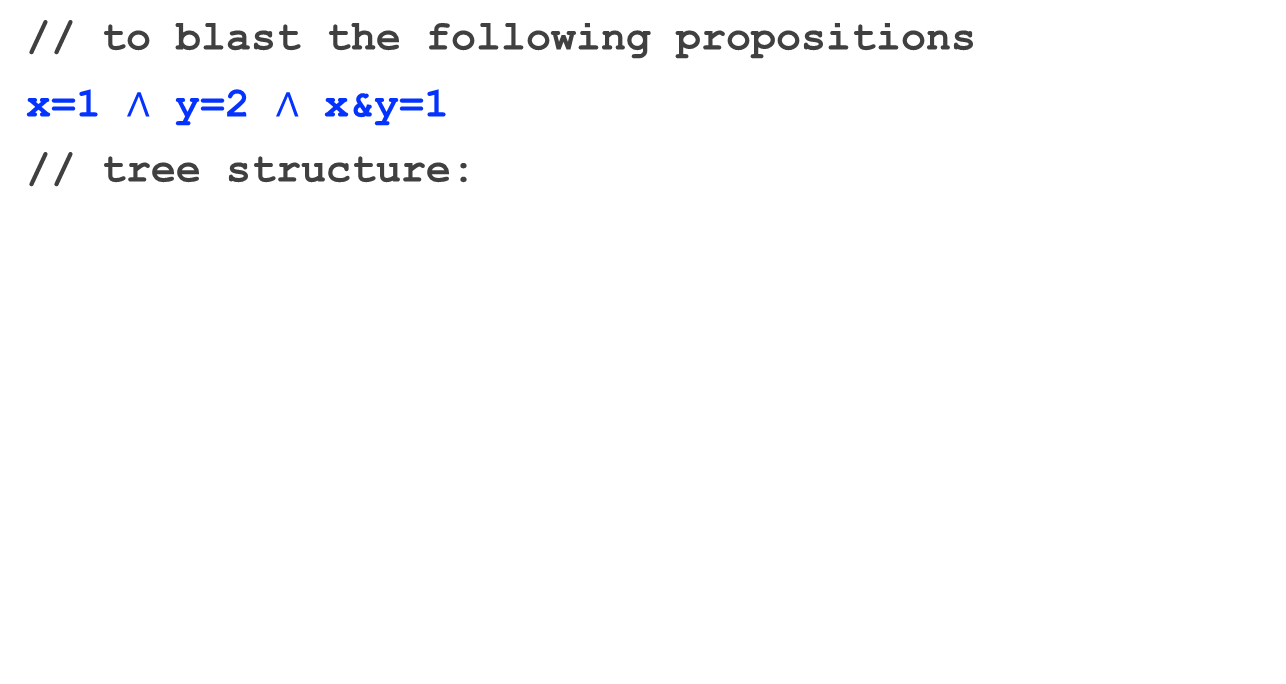 // to blast the following propositions
x=1 ∧ y=2 ∧ x&y=1
// tree structure: